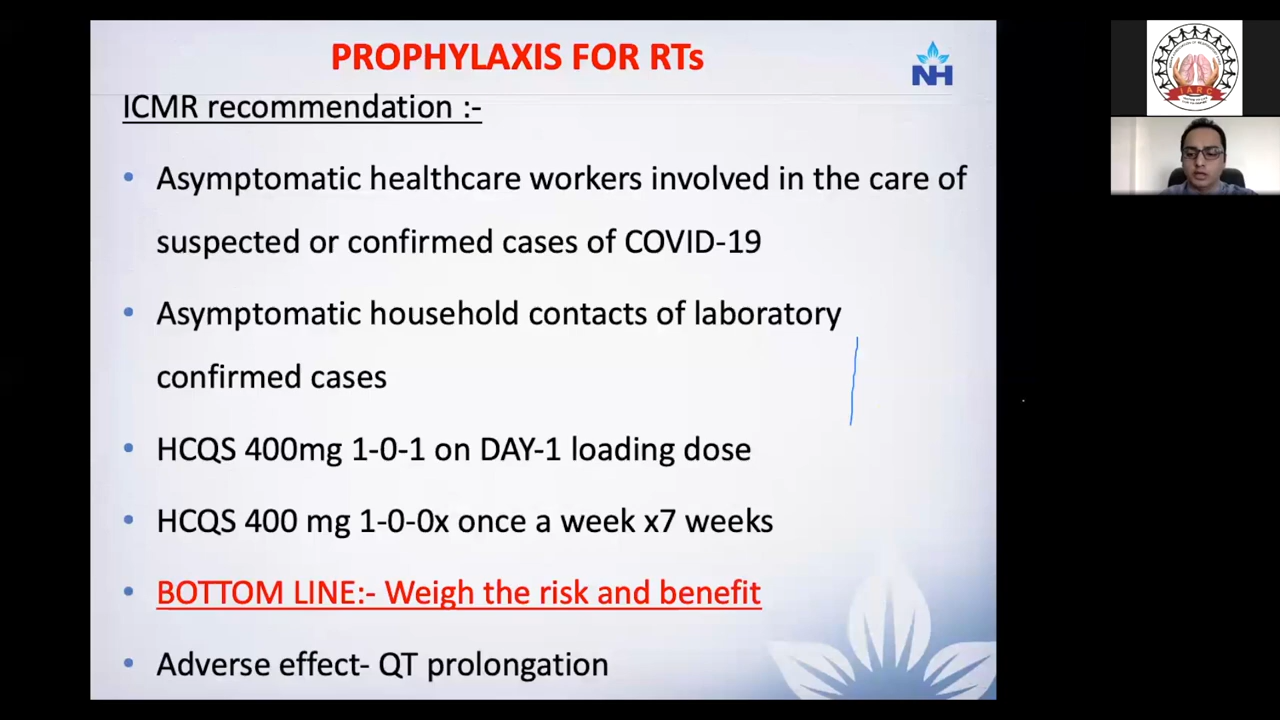 PROPHYLAXIS FOR RTs
NH
ICMR recommendation :-
• Asymptomatic healthcare workers involved in the care of
suspected or confirmed cases of COVID-19
• Asymptomatic household contacts of laboratory
confirmed cases
• HCQS 400mg 1-0-1 on DAY-1 loading dose
• HCQS 400 mg 1-0-0x once a week x7 weeks
• BOTTOM LINE:- Weigh the risk and benefit
• Adverse effect- QT prolongation
IARC